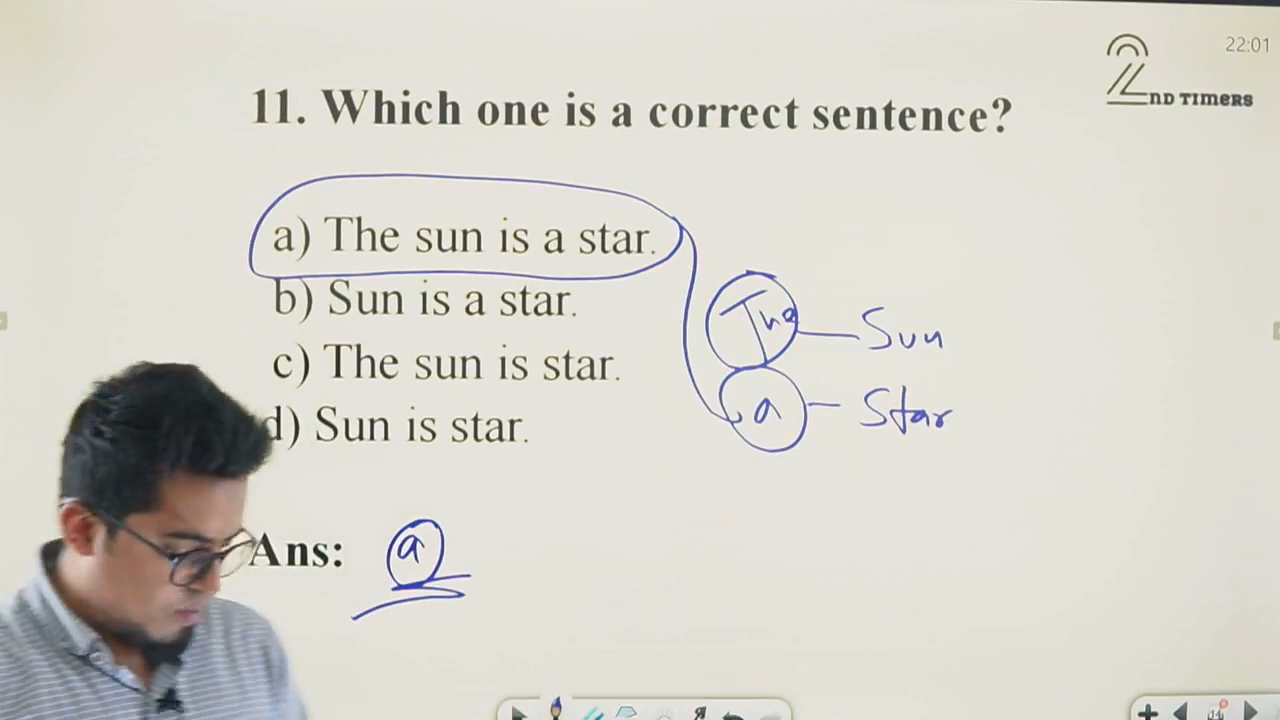 22:01
2ND TIMERS
11. Which one is a correct sentence?
a) The sun is a star.
b) Sun is a star.
The Sun
c) The sun is star.
a Star
d) Sun is star.
Ans: a
14